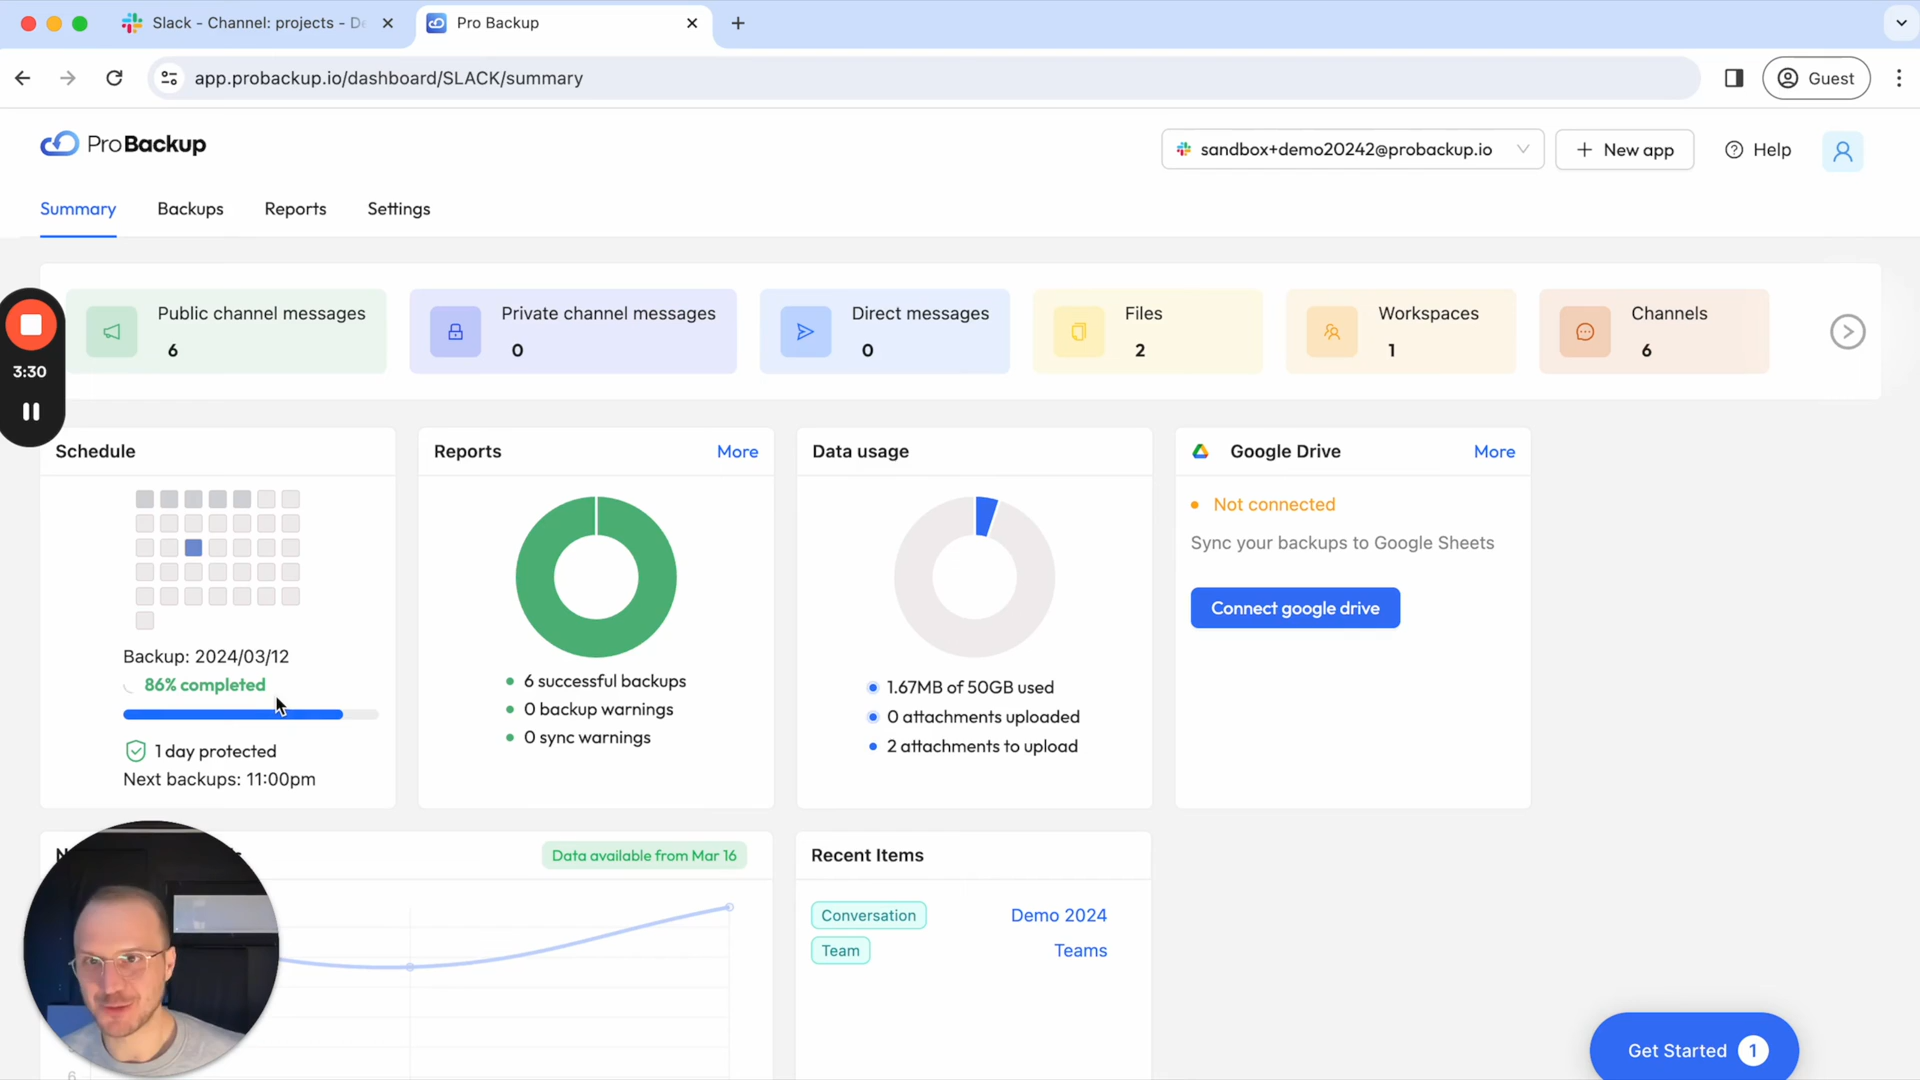 Slack - Channel: projects - De
Pro Backup
app.probackup.io/dashboard/SLACK/summary
Guest
ProBackup
sandbox+demo20242@probackup.io
New app
Help
Summary
Backups
Reports
Settings
Public channel messages
6
Private channel messages
0
Direct messages
0
Files
2
Workspaces
1
Channels
6
3:30
Schedule
Backup: 2024/03/12
86% completed
1 day protected
Next backups: 11:00pm
Reports
More
6 successful backups
0 backup warnings
0 sync warnings
Data usage
1.67MB of 50GB used
0 attachments uploaded
2 attachments to upload
Google Drive
More
Not connected
Sync your backups to Google Sheets
Connect google drive
Data available from Mar 16
6
Recent Items
Conversation
Demo 2024
Team
Teams
Get Started 1